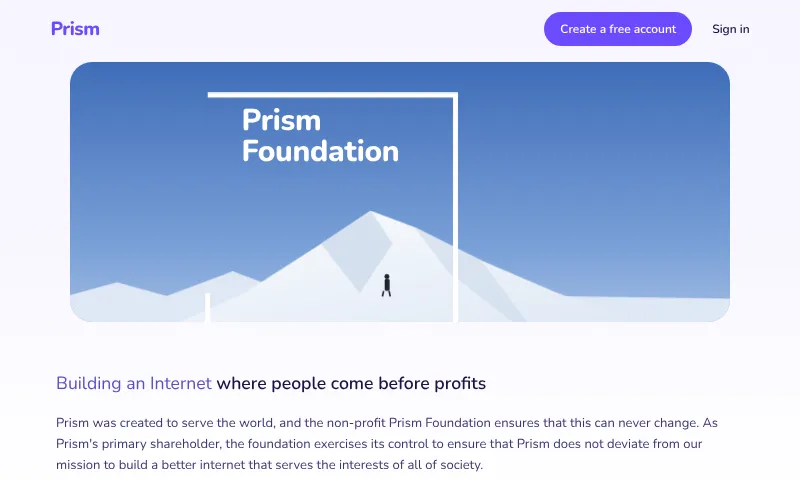 Prism
Create a free account
Sign in
Prism
Foundation
Building an Internet where people come before profits
Prism was created to serve the world, and the non-profit Prism Foundation ensures that this can never change. As
Prism's primary shareholder, the foundation exercises its control to ensure that Prism does not deviate from our
mission to build a better internet that serves the interests of all of society.